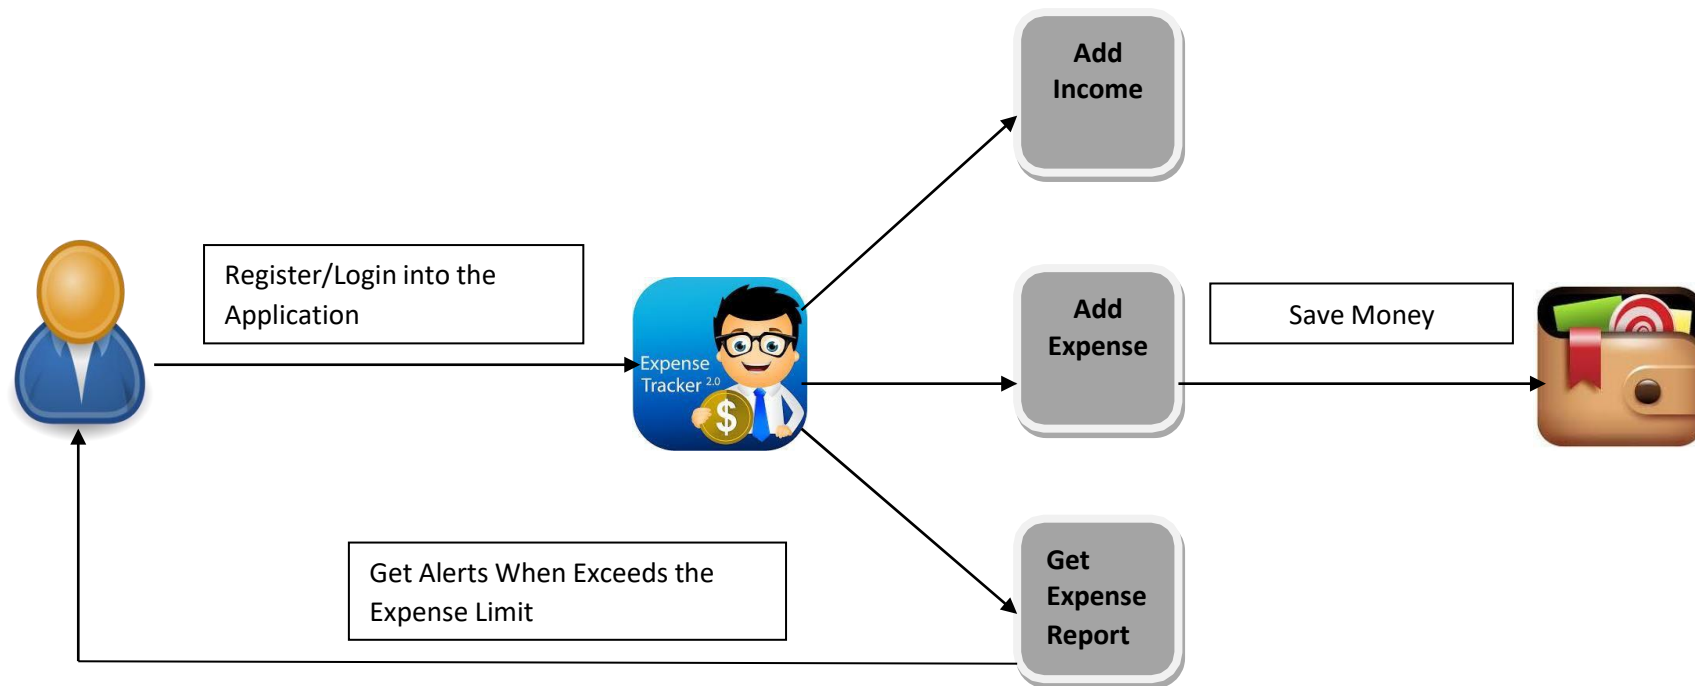 Add
Income
Register/Login into the
Application
Expense
Tracker 2.0
$
Add
Expense
Save Money
Get Alerts When Exceeds the
Expense Limit
Get
Expense
Report